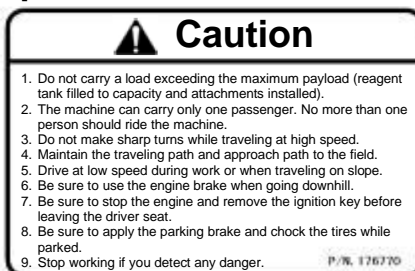 Caution
1. Do not carry a load exceeding the maximum payload (reagent
tank filled to capacity and attachments installed).
2. The machine can carry only one passenger. No more than one
person should ride the machine.
3. Do not make sharp turns while traveling at high speed.
4. Maintain the traveling path and approach path to the field.
5. Drive at low speed during work or when traveling on slope.
6. Be sure to use the engine brake when going downhill.
7. Be sure to stop the engine and remove the ignition key before
leaving the driver seat.
8. Be sure to apply the parking brake and chock the tires while
parked.
9. Stop working if you detect any danger.
P/N. 176770